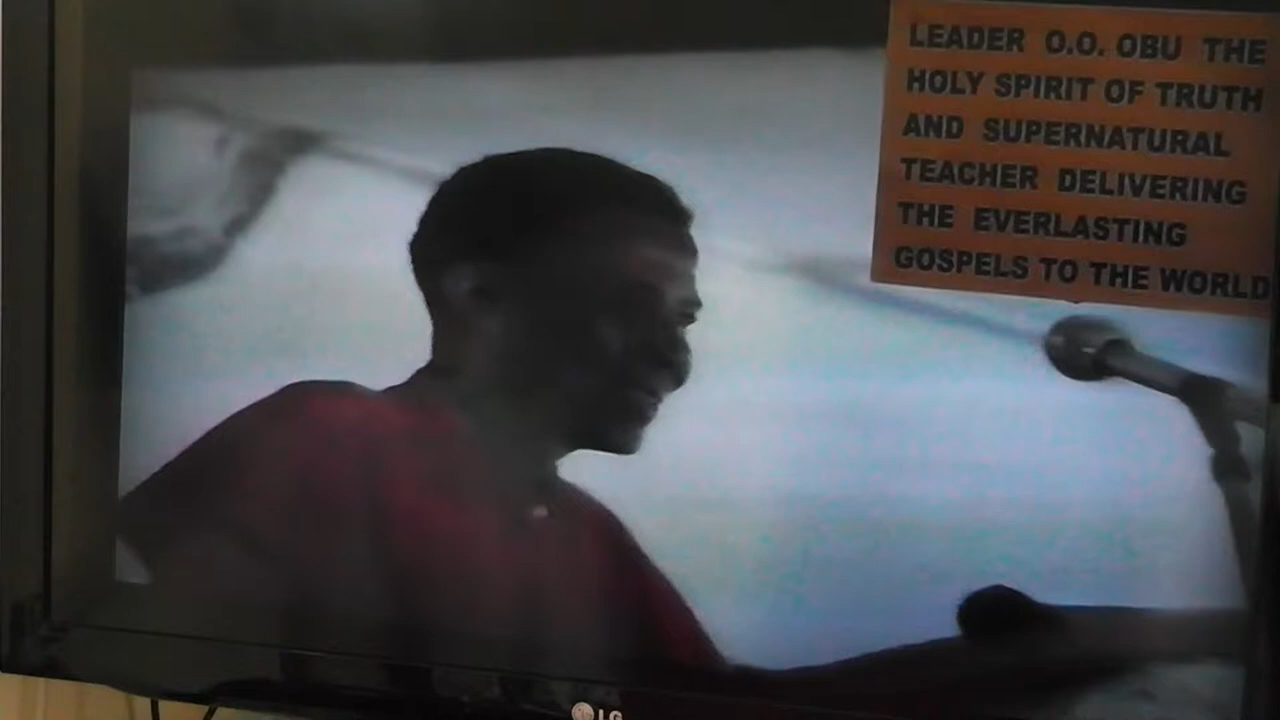 LEADER O.O. OBU THE
HOLY SPIRIT OF TRUTH
AND SUPERNATURAL
TEACHER DELIVERING
THE EVERLASTING
GOSPELS TO THE WORLD
LG